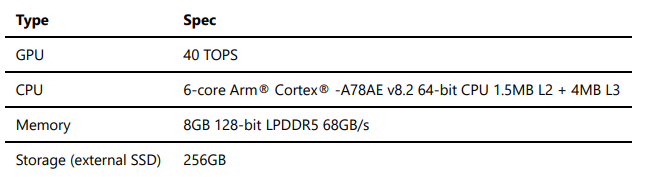 Type Spec
GPU 40 TOPS
CPU 6-core Arm® Cortex® -A78AE v8.2 64-bit CPU 1.5MB L2 + 4MB L3
Memory 8GB 128-bit LPDDR5 68GB/s
Storage (external SSD) 256GB